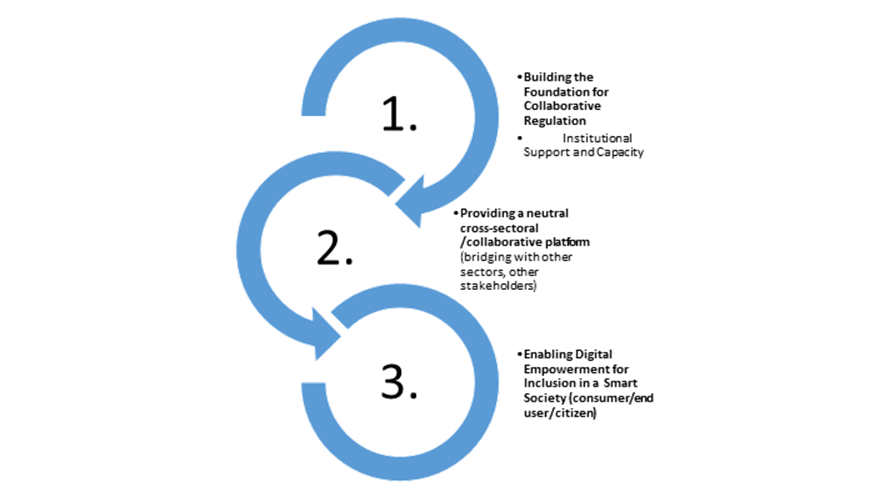 1.
•Building the
Foundation for
Collaborative
Regulation
• Institutional
Support and Capacity
2.
•Providing a neutral
cross-sectoral
/collaborative platform
(bridging with other
sectors, other
stakeholders)
3.
•Enabling Digital
Empowerment for
Inclusion in a Smart
Society (consumer/end
user/citizen)